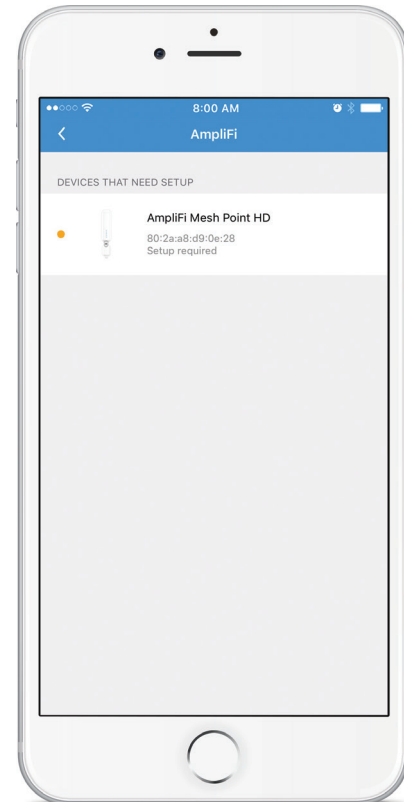 8:00 AM
AmpliFi
DEVICES THAT NEED SETUP
AmpliFi Mesh Point HD
80:2a:a8:d9:0e:28
Setup required